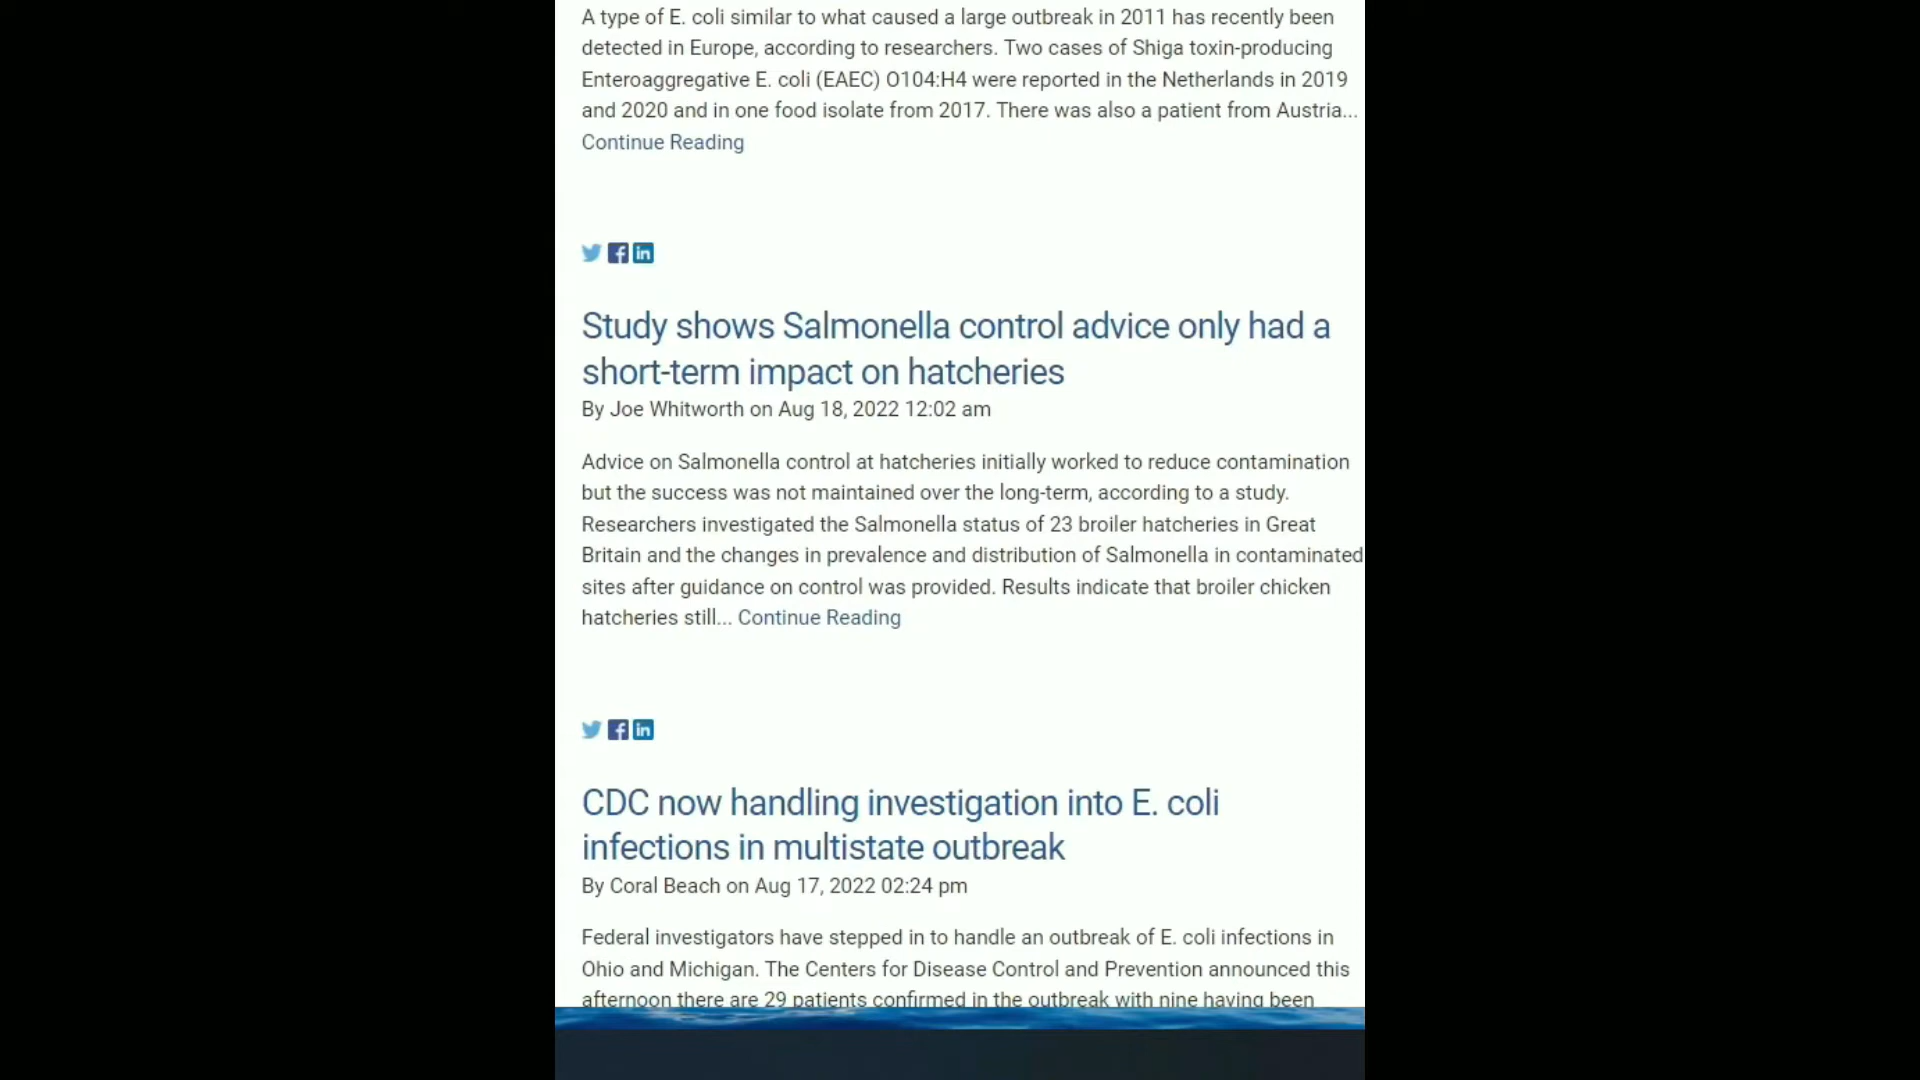 A type of E. coli similar to what caused a large outbreak in 2011 has recently been
detected in Europe, according to researchers. Two cases of Shiga toxin-producing
Enteroaggregative E. coli (EAEC) O104:H4 were reported in the Netherlands in 2019
and 2020 and in one food isolate from 2017. There was also a patient from Austria...
Continue Reading
Study shows Salmonella control advice only had a
short-term impact on hatcheries
By Joe Whitworth on Aug 18, 2022 12:02 am
Advice on Salmonella control at hatcheries initially worked to reduce contamination
but the success was not maintained over the long-term, according to a study.
Researchers investigated the Salmonella status of 23 broiler hatcheries in Great
Britain and the changes in prevalence and distribution of Salmonella in contaminated
sites after guidance on control was provided. Results indicate that broiler chicken
hatcheries still... Continue Reading
CDC now handling investigation into E. coli
infections in multistate outbreak
By Coral Beach on Aug 17, 2022 02:24 pm
Federal investigators have stepped in to handle an outbreak of E. coli infections in
Ohio and Michigan. The Centers for Disease Control and Prevention announced this
afternoon there are 29 patients confirmed in the outbreak with nine having been